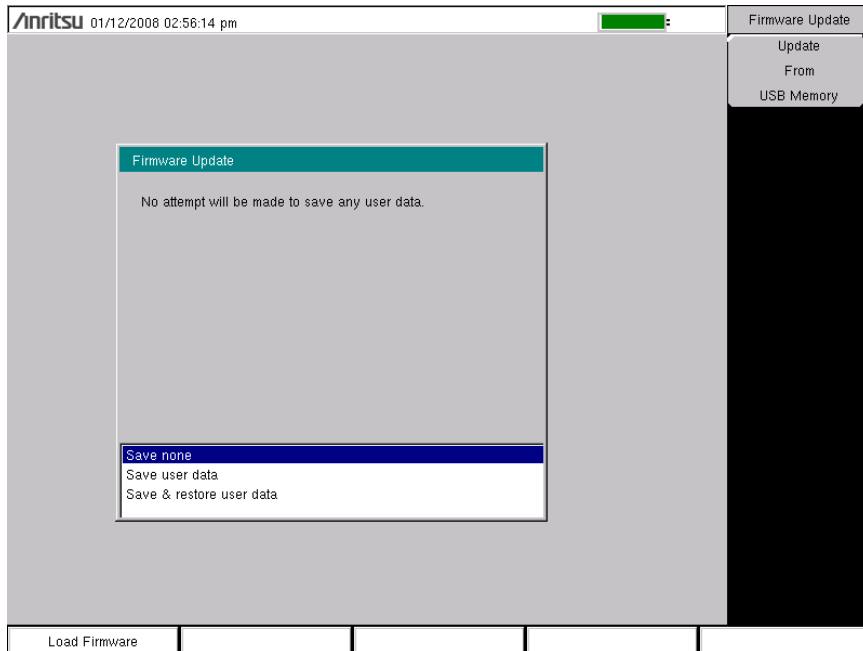 Anritsu 01/12/2008 02:56:14 pm
Firmware Update
Update
From
USB Memory
Firmware Update
No attempt will be made to save any user data.
Save none
Save user data
Save & restore user data
Load Firmware